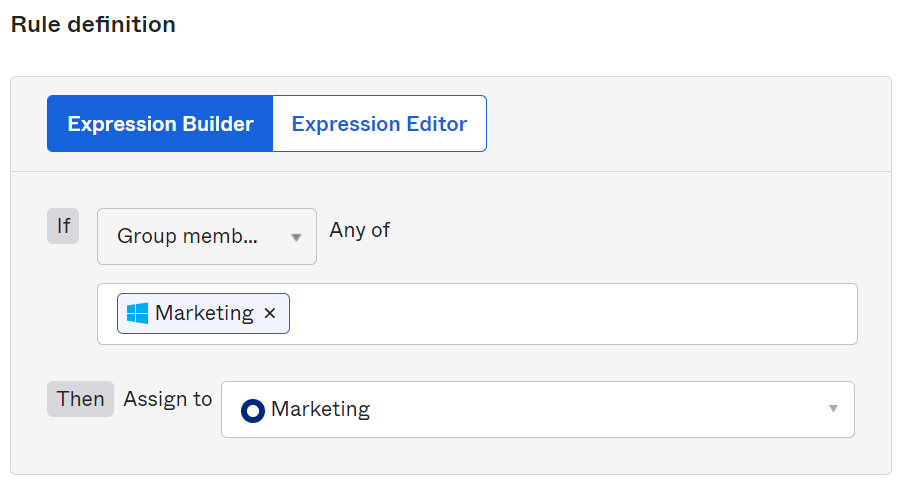 Rule definition
Expression Builder Expression Editor
If Group memb... Any of
Marketing ×
Then Assign to Marketing